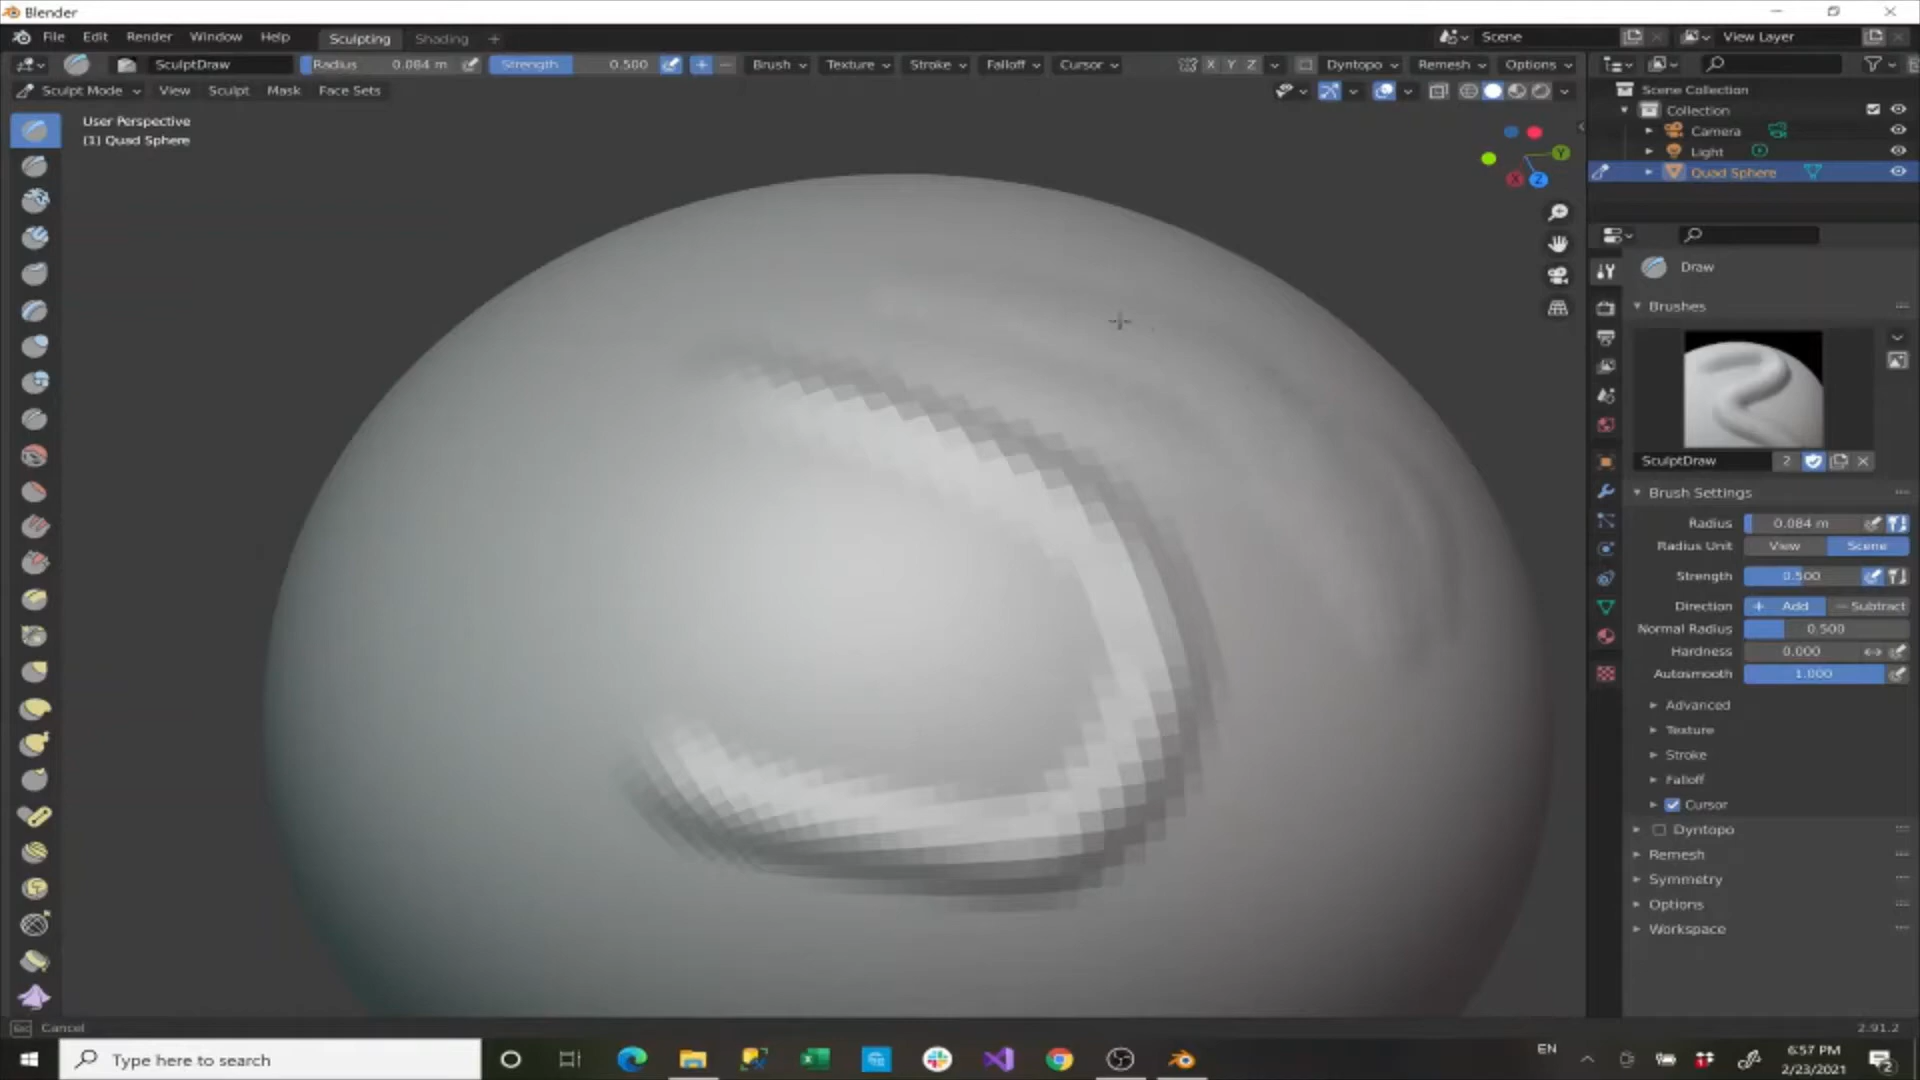 Blender
File Edit Render Window Help Sculpting Shading + Scene View Layer
SculptDraw Radius 0.084 m Strength 0.500 + − Brush Texture Stroke Falloff Cursor X Y Z Dyntopo Remesh Options
Sculpt Mode View Sculpt Mask Face Sets
User Perspective
(1) Quad Sphere
Y
X
Z
Scene Collection
Collection
Camera
Light
Quad Sphere
Draw
Brushes
SculptDraw 2
Brush Settings
Radius 0.084 m
Radius Unit View Scene
Strength 0.500
Direction + Add − Subtract
Normal Radius 0.500
Hardness 0.000
Autosmooth 1.000
Advanced
Texture
Stroke
Falloff
Cursor
Dyntopo
Remesh
Symmetry
Options
Workspace
Esc Cancel
2.91.2
Type here to search
EN
6:57 PM
2/23/2021
2